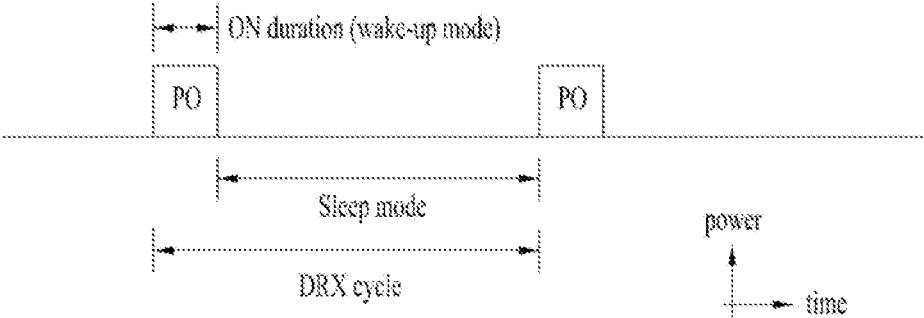 ON duration (wake-up mode)
PO
PO
Sleep mode
DRX cycle
power
time